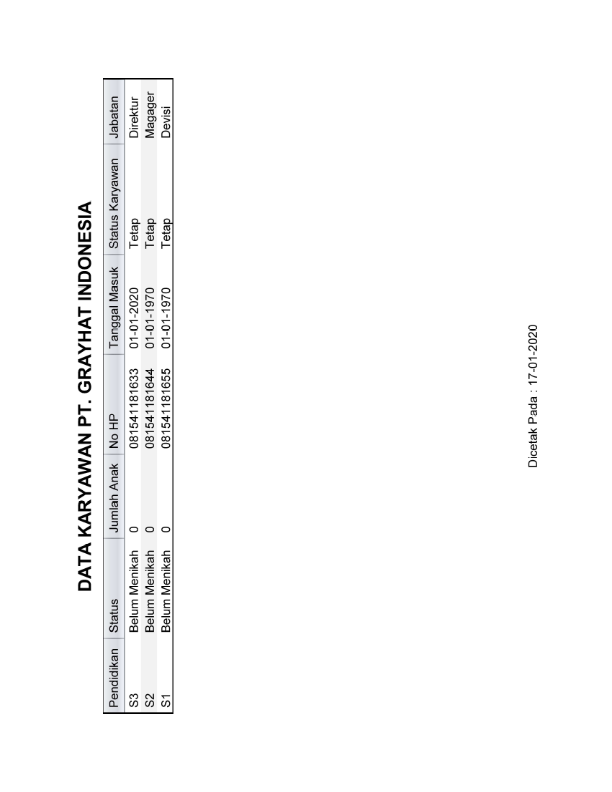 DATA KARYAWAN PT. GRAYHAT INDONESIA
Pendidikan Status Jumlah Anak No HP Tanggal Masuk Status Karyawan Jabatan
S3 Belum Menikah 0 081541181633 01-01-2020 Tetap Direktur
S2 Belum Menikah 0 081541181644 01-01-1970 Tetap Magager
S1 Belum Menikah 0 081541181655 01-01-1970 Tetap Devisi
Dicetak Pada : 17-01-2020